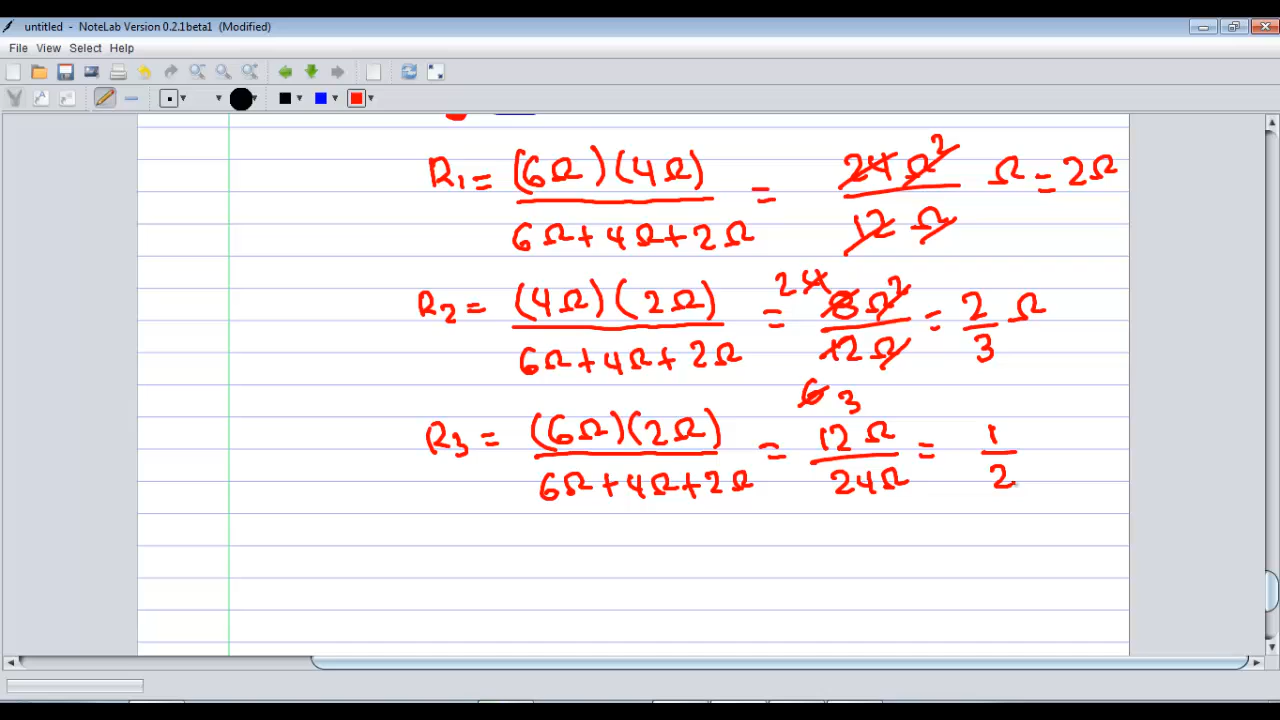 untitled - NoteLab Version 0.2.1beta1 (Modified)
File View Select Help
R1 = (6Ω)(4Ω) / 6Ω+4Ω+2Ω = 24Ω² / 12Ω Ω = 2Ω
R2 = (4Ω)(2Ω) / 6Ω+4Ω+2Ω = 2 4 8Ω² / 12Ω = 2/3 Ω
6 3
R3 = (6Ω)(2Ω) / 6Ω+4Ω+2Ω = 12Ω / 24Ω = 1/2